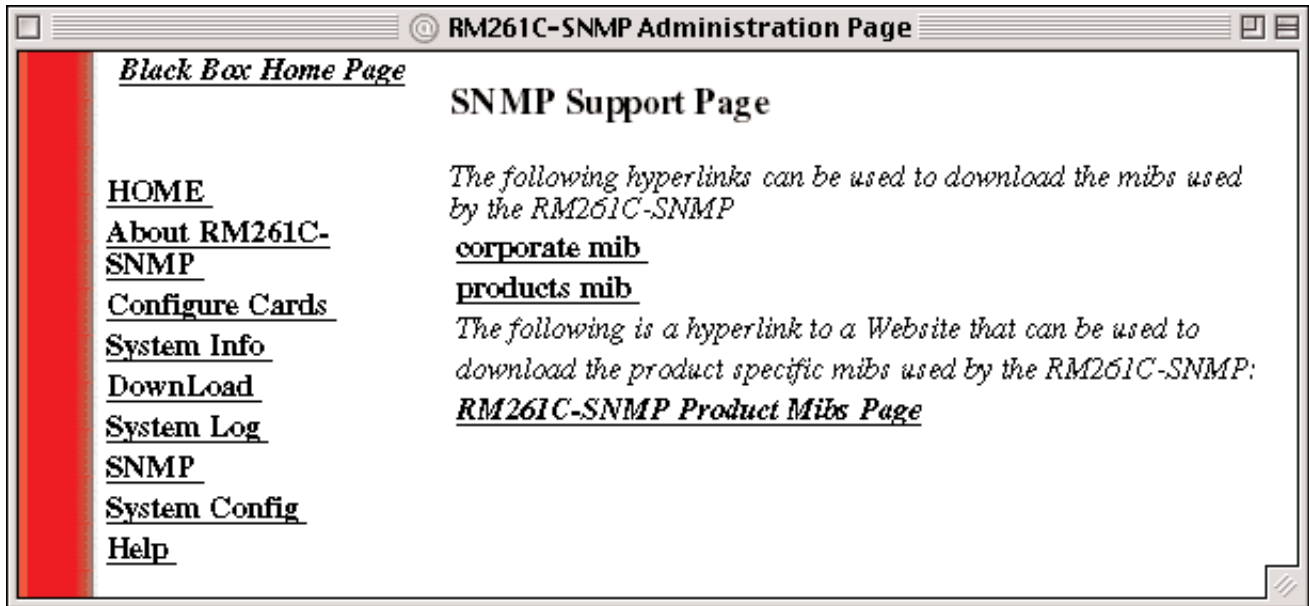 RM261C-SNMP Administration Page
Black Box Home Page
HOME
About RM261C-
SNMP
Configure Cards
System Info
DownLoad
System Log
SNMP
System Config
Help
SNMP Support Page
The following hyperlinks can be used to download the mibs used
by the RM261C-SNMP
corporate mib
products mib
The following is a hyperlink to a Website that can be used to
download the product specific mibs used by the RM261C-SNMP:
RM261C-SNMP Product Mibs Page